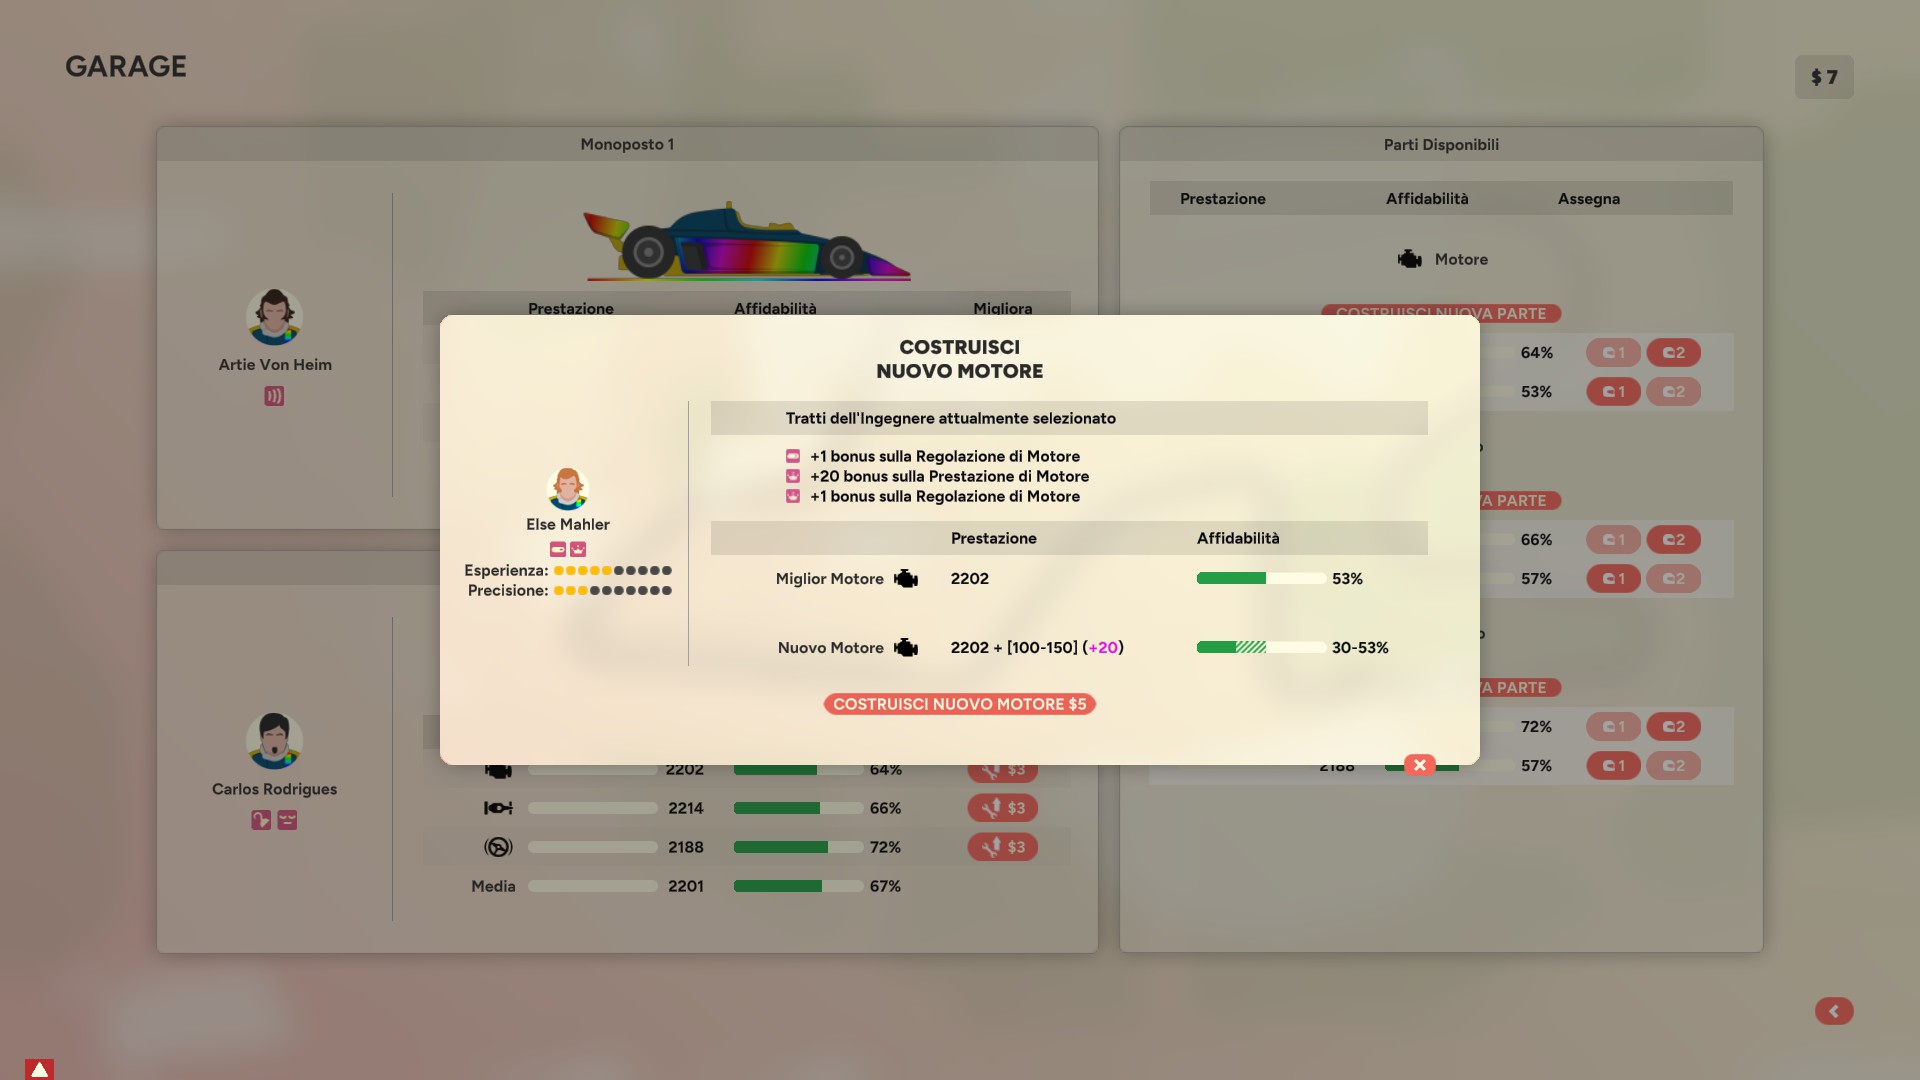 GARAGE
$ 7
Monoposto 1
Artie Von Heim
Prestazione Affidabilità Migliora
Parti Disponibili
Prestazione Affidabilità Assegna
Motore
COSTRUISCI NUOVA PARTE
64% 1 2
53% 1 2
VA PARTE
66% 1 2
57% 1 2
VA PARTE
72% 1 2
2188 57% 1 2
COSTRUISCI
NUOVO MOTORE
Else Mahler
Esperienza:
Precisione:
Tratti dell'Ingegnere attualmente selezionato
+1 bonus sulla Regolazione di Motore
+20 bonus sulla Prestazione di Motore
+1 bonus sulla Regolazione di Motore
Prestazione Affidabilità
Miglior Motore 2202 53%
Nuovo Motore 2202 + [100-150] (+20) 30-53%
COSTRUISCI NUOVO MOTORE $5
Carlos Rodrigues
2202 64% $3
2214 66% $3
2188 72% $3
Media 2201 67%